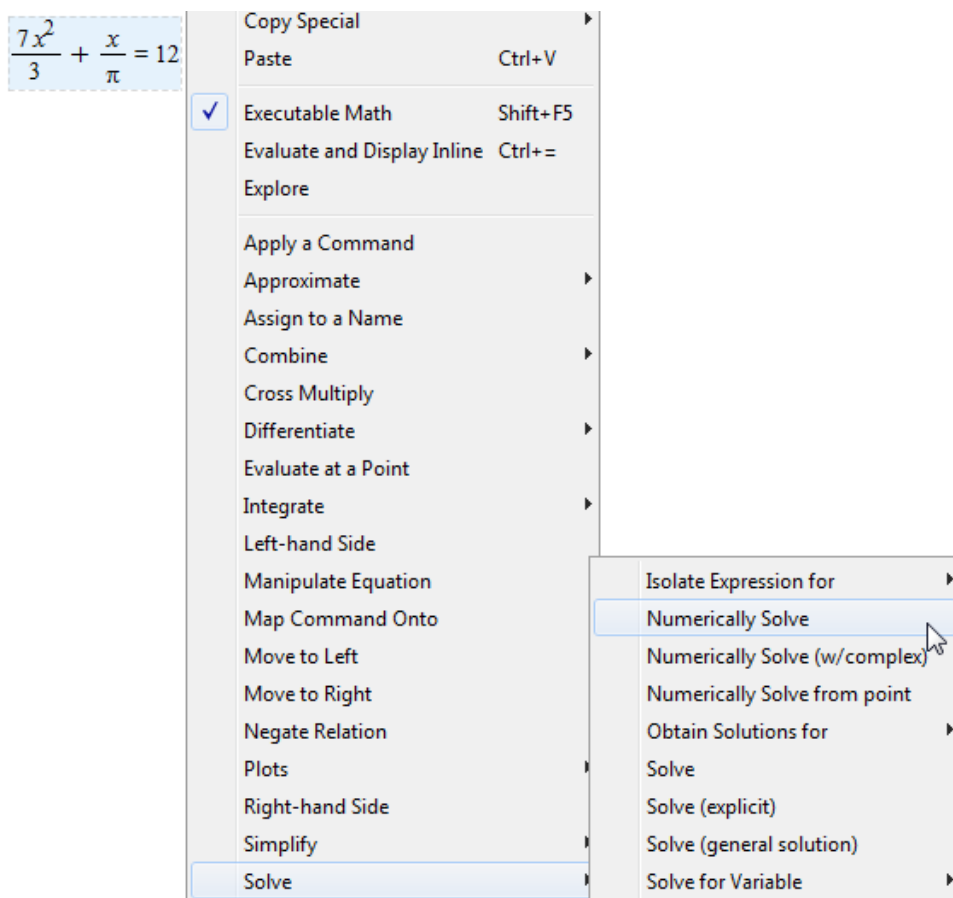 7x²/3 + x/π = 12
Copy Special
Paste Ctrl+V
Executable Math Shift+F5
Evaluate and Display Inline Ctrl+=
Explore
Apply a Command
Approximate
Assign to a Name
Combine
Cross Multiply
Differentiate
Evaluate at a Point
Integrate
Left-hand Side
Manipulate Equation
Map Command Onto
Move to Left
Move to Right
Negate Relation
Plots
Right-hand Side
Simplify
Solve
Isolate Expression for
Numerically Solve
Numerically Solve (w/complex)
Numerically Solve from point
Obtain Solutions for
Solve
Solve (explicit)
Solve (general solution)
Solve for Variable